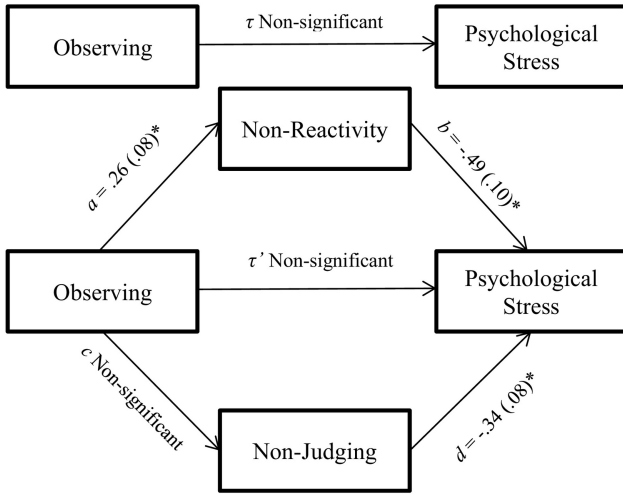 Observing
τ Non-significant
Psychological
Stress
Non-Reactivity
a = .26 (.08)*
b = -.49 (.10)*
Observing
τ’ Non-significant
Psychological
Stress
c Non-significant
Non-Judging
d = -.34 (.08)*